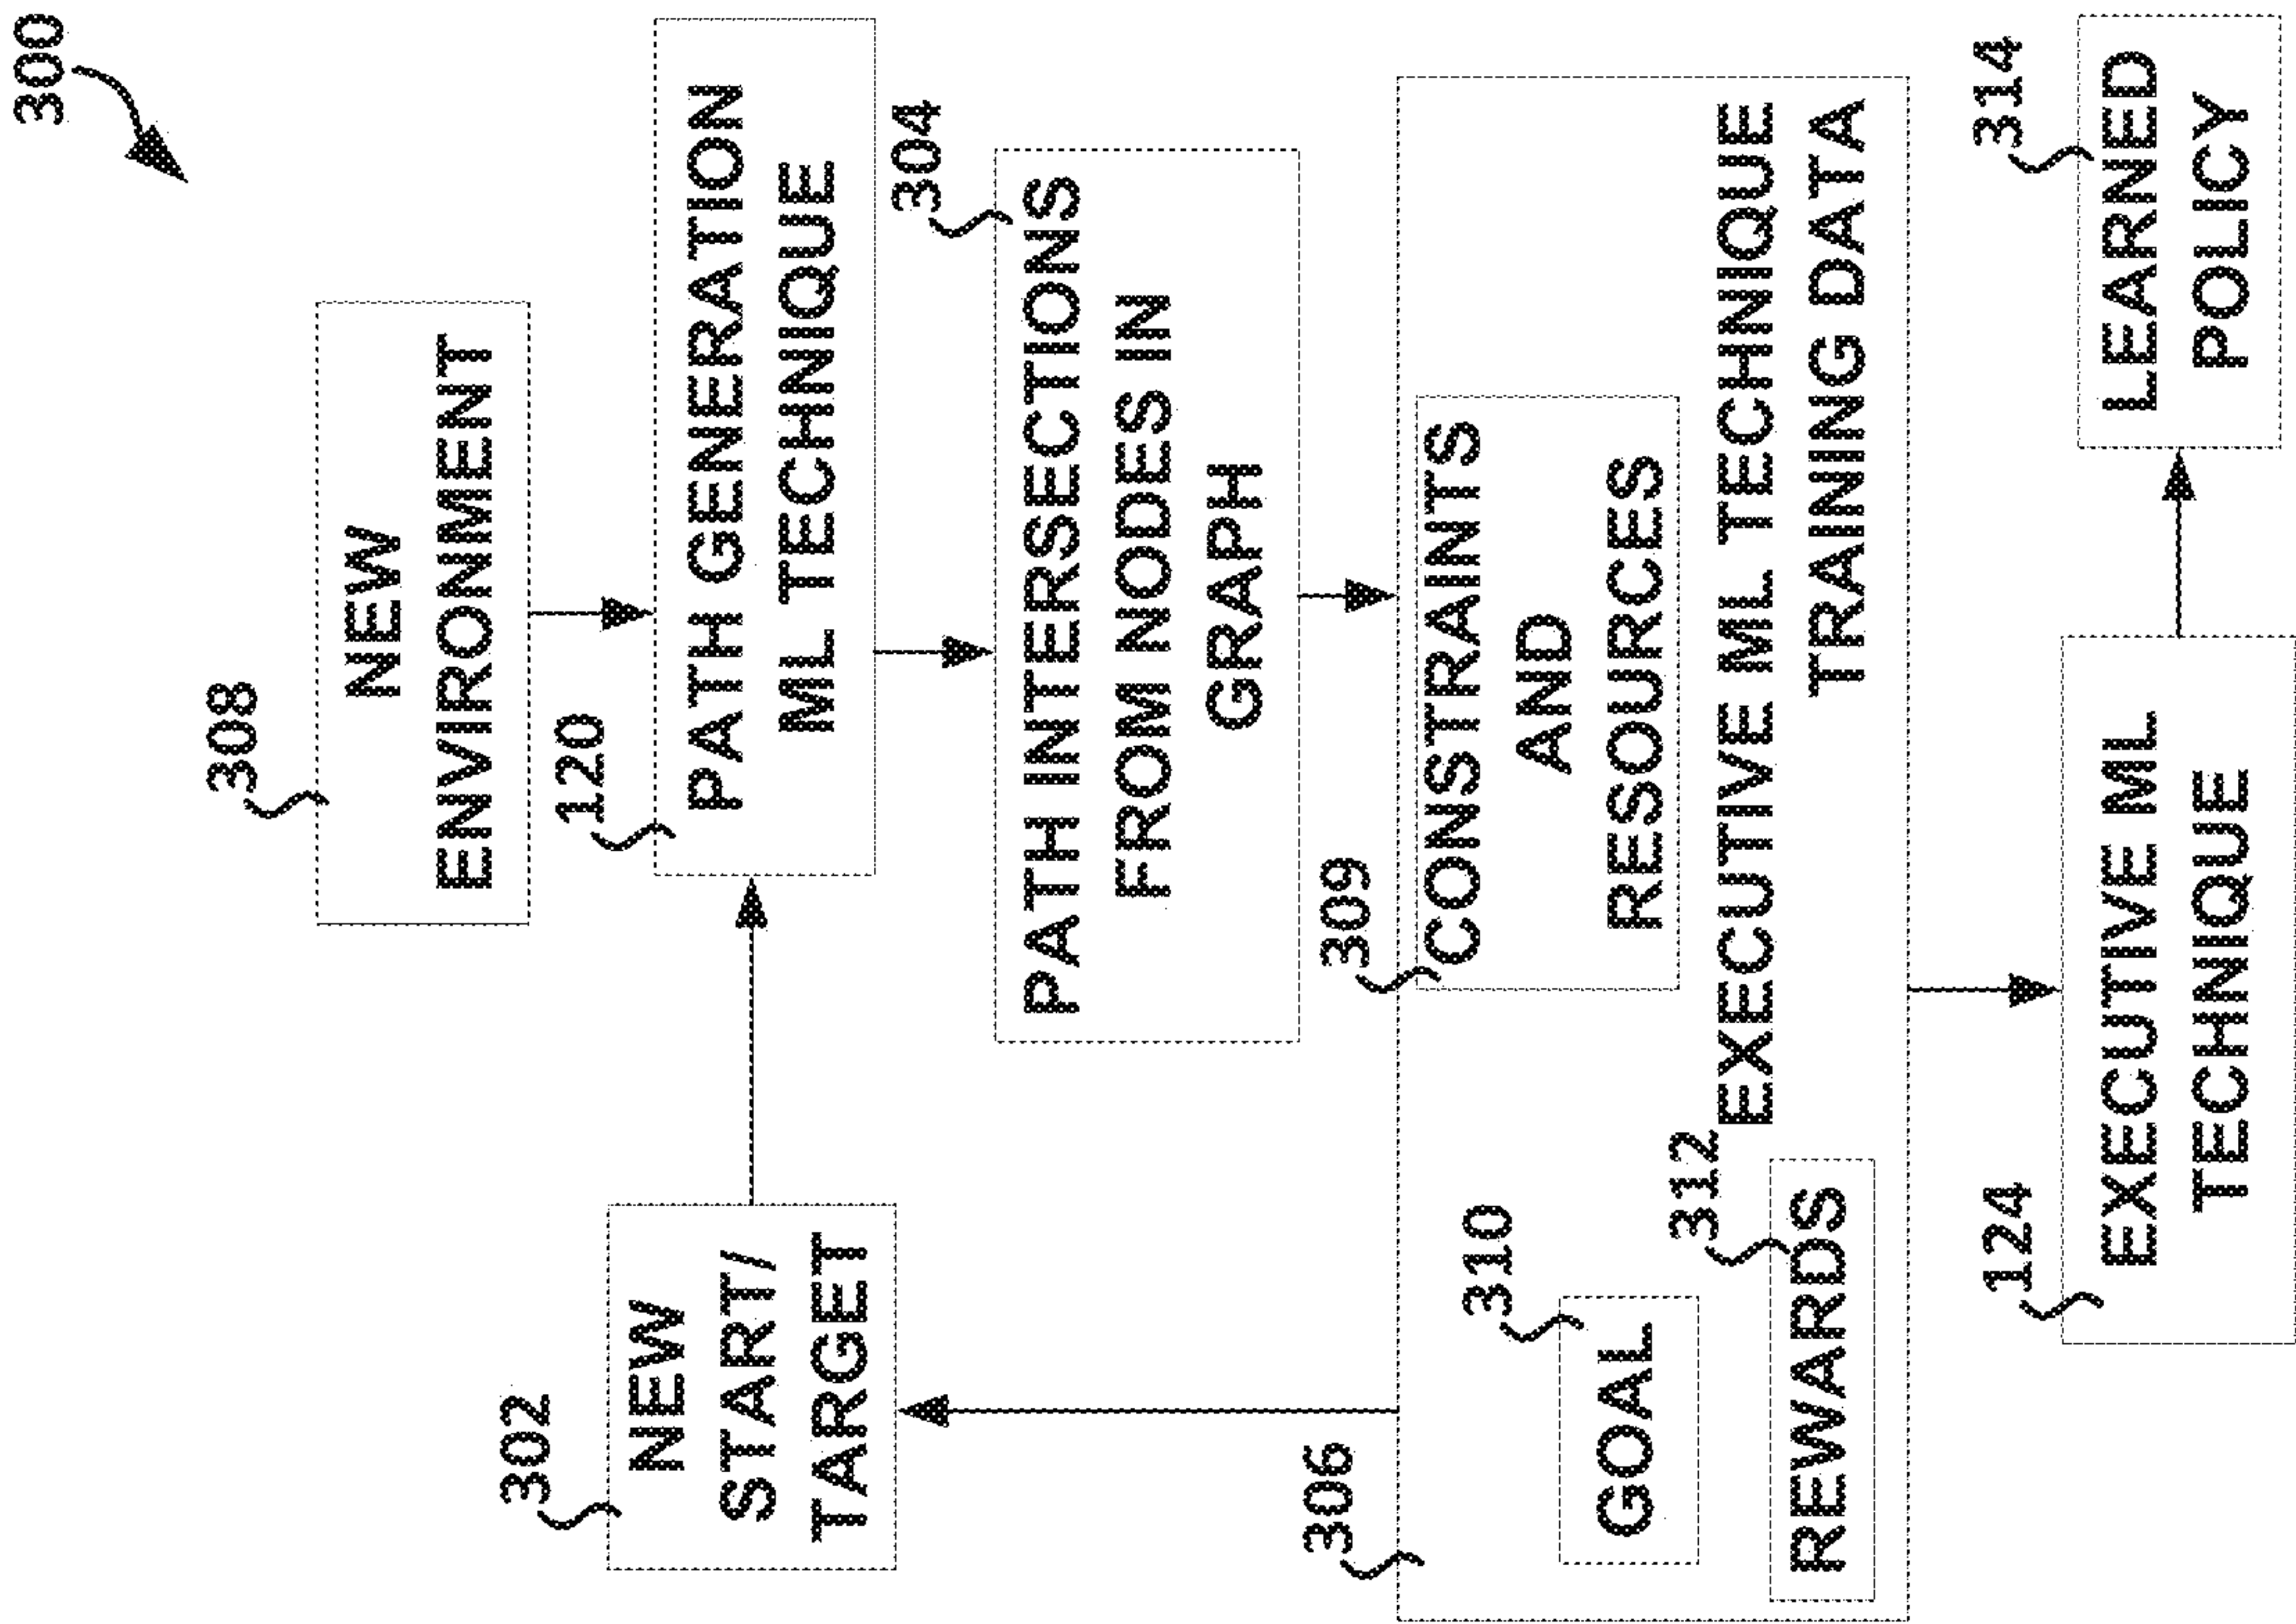 300
308
NEW
ENVIRONMENT
302
NEW
START/
TARGET
120
PATH GENERATION
ML TECHNIQUE
304
PATH INTERSECTIONS
FROM NODES IN
GRAPH
306
309
CONSTRAINTS
AND
RESOURCES
310
GOAL
312
REWARDS
EXECUTIVE ML TECHNIQUE
TRAINING DATA
124
EXECUTIVE ML
TECHNIQUE
314
LEARNED
POLICY